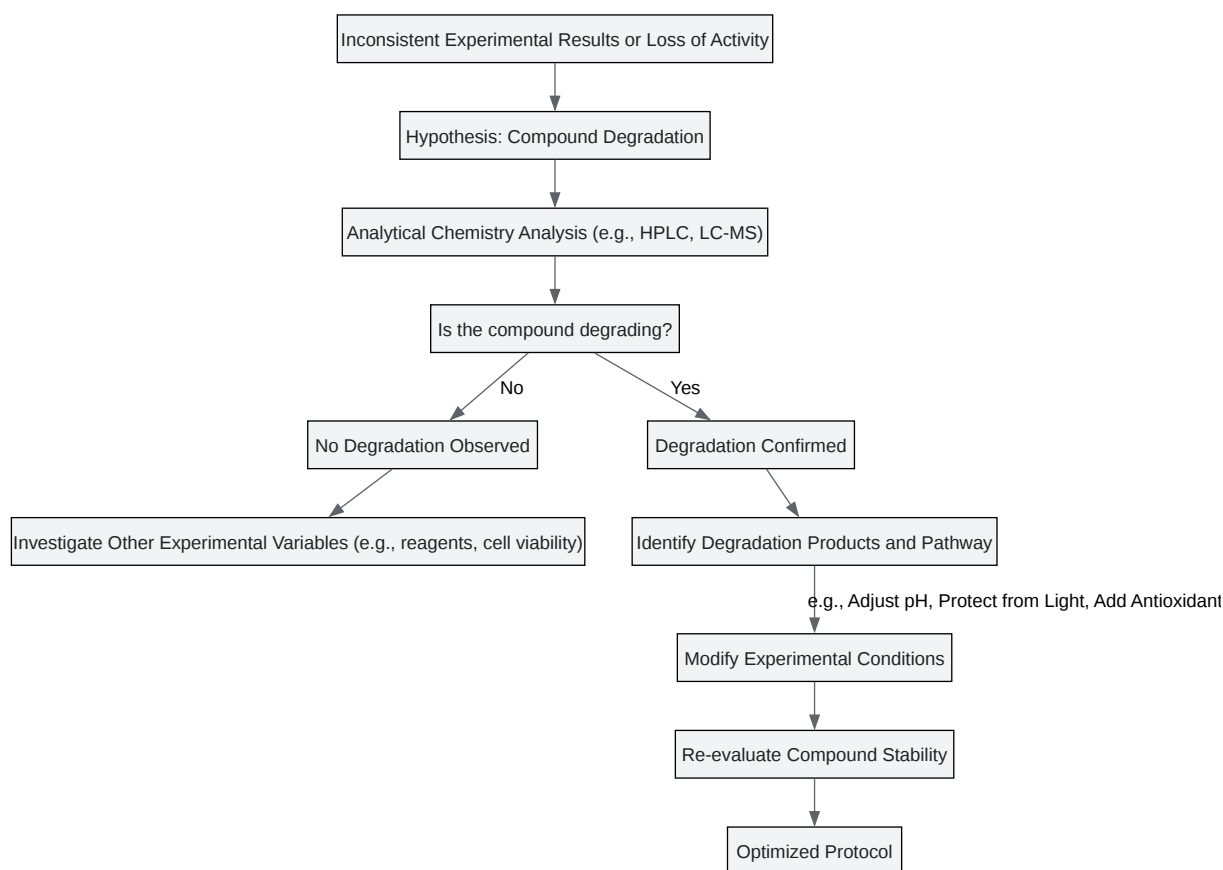 Inconsistent Experimental Results or Loss of Activity
Hypothesis: Compound Degradation
Analytical Chemistry Analysis (e.g., HPLC, LC-MS)
Is the compound degrading?
No
Yes
No Degradation Observed
Degradation Confirmed
Investigate Other Experimental Variables (e.g., reagents, cell viability)
Identify Degradation Products and Pathway
e.g., Adjust pH, Protect from Light, Add Antioxidant
Modify Experimental Conditions
Re-evaluate Compound Stability
Optimized Protocol